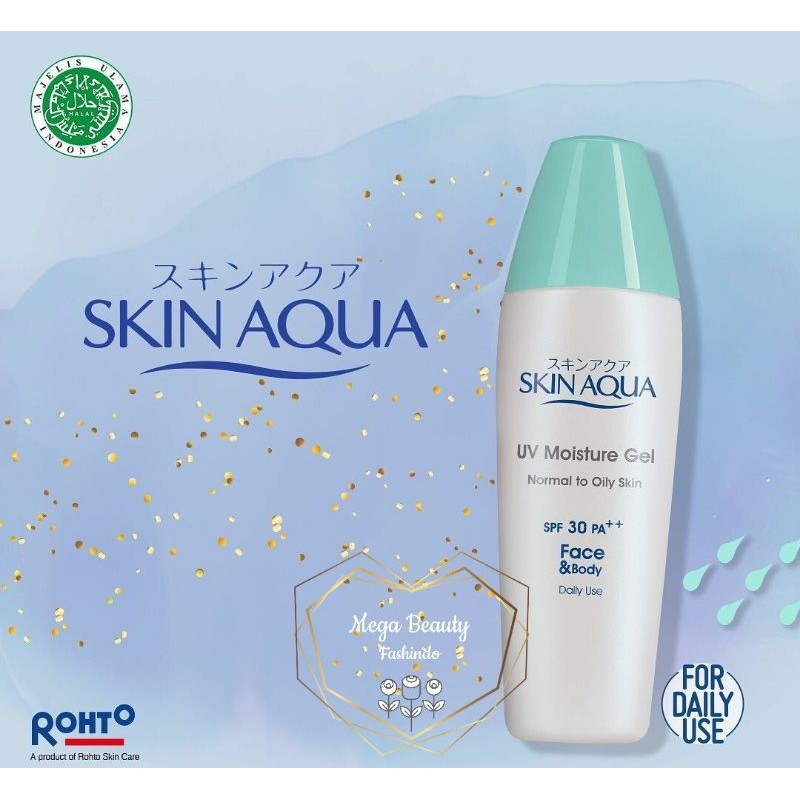 MAJELIS ULAMA
حلال
HALAL
INDONESIA
スキンアクア
SKIN AQUA
スキンアクア
SKIN AQUA
UV Moisture Gel
Normal to Oily Skin
SPF 30 PA++
Face
&Body
Daily Use
Mega Beauty
Fashindo
FOR
DAILY
USE
ROHTO
A product of Rohto Skin Care